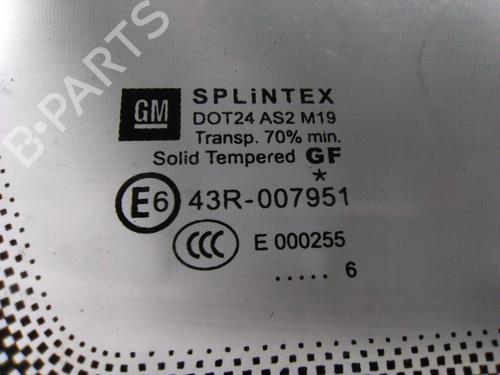 B-PARTS
GM
SPLiNTEX
DOT24 AS2 M19
Transp. 70% min.
Solid Tempered GF
*
E6 43R-007951
CCC E 000255
..... 6